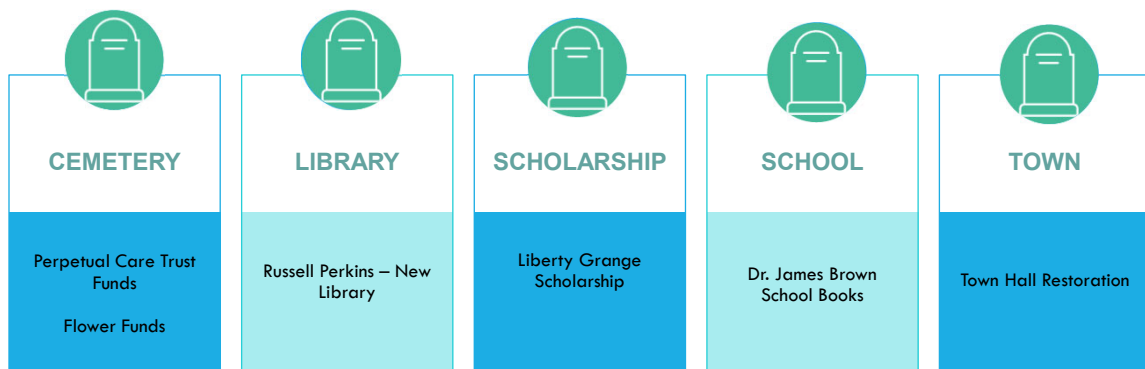 CEMETERY
Perpetual Care Trust
Funds
Flower Funds
LIBRARY
Russell Perkins – New
Library
SCHOLARSHIP
Liberty Grange
Scholarship
SCHOOL
Dr. James Brown
School Books
TOWN
Town Hall Restoration